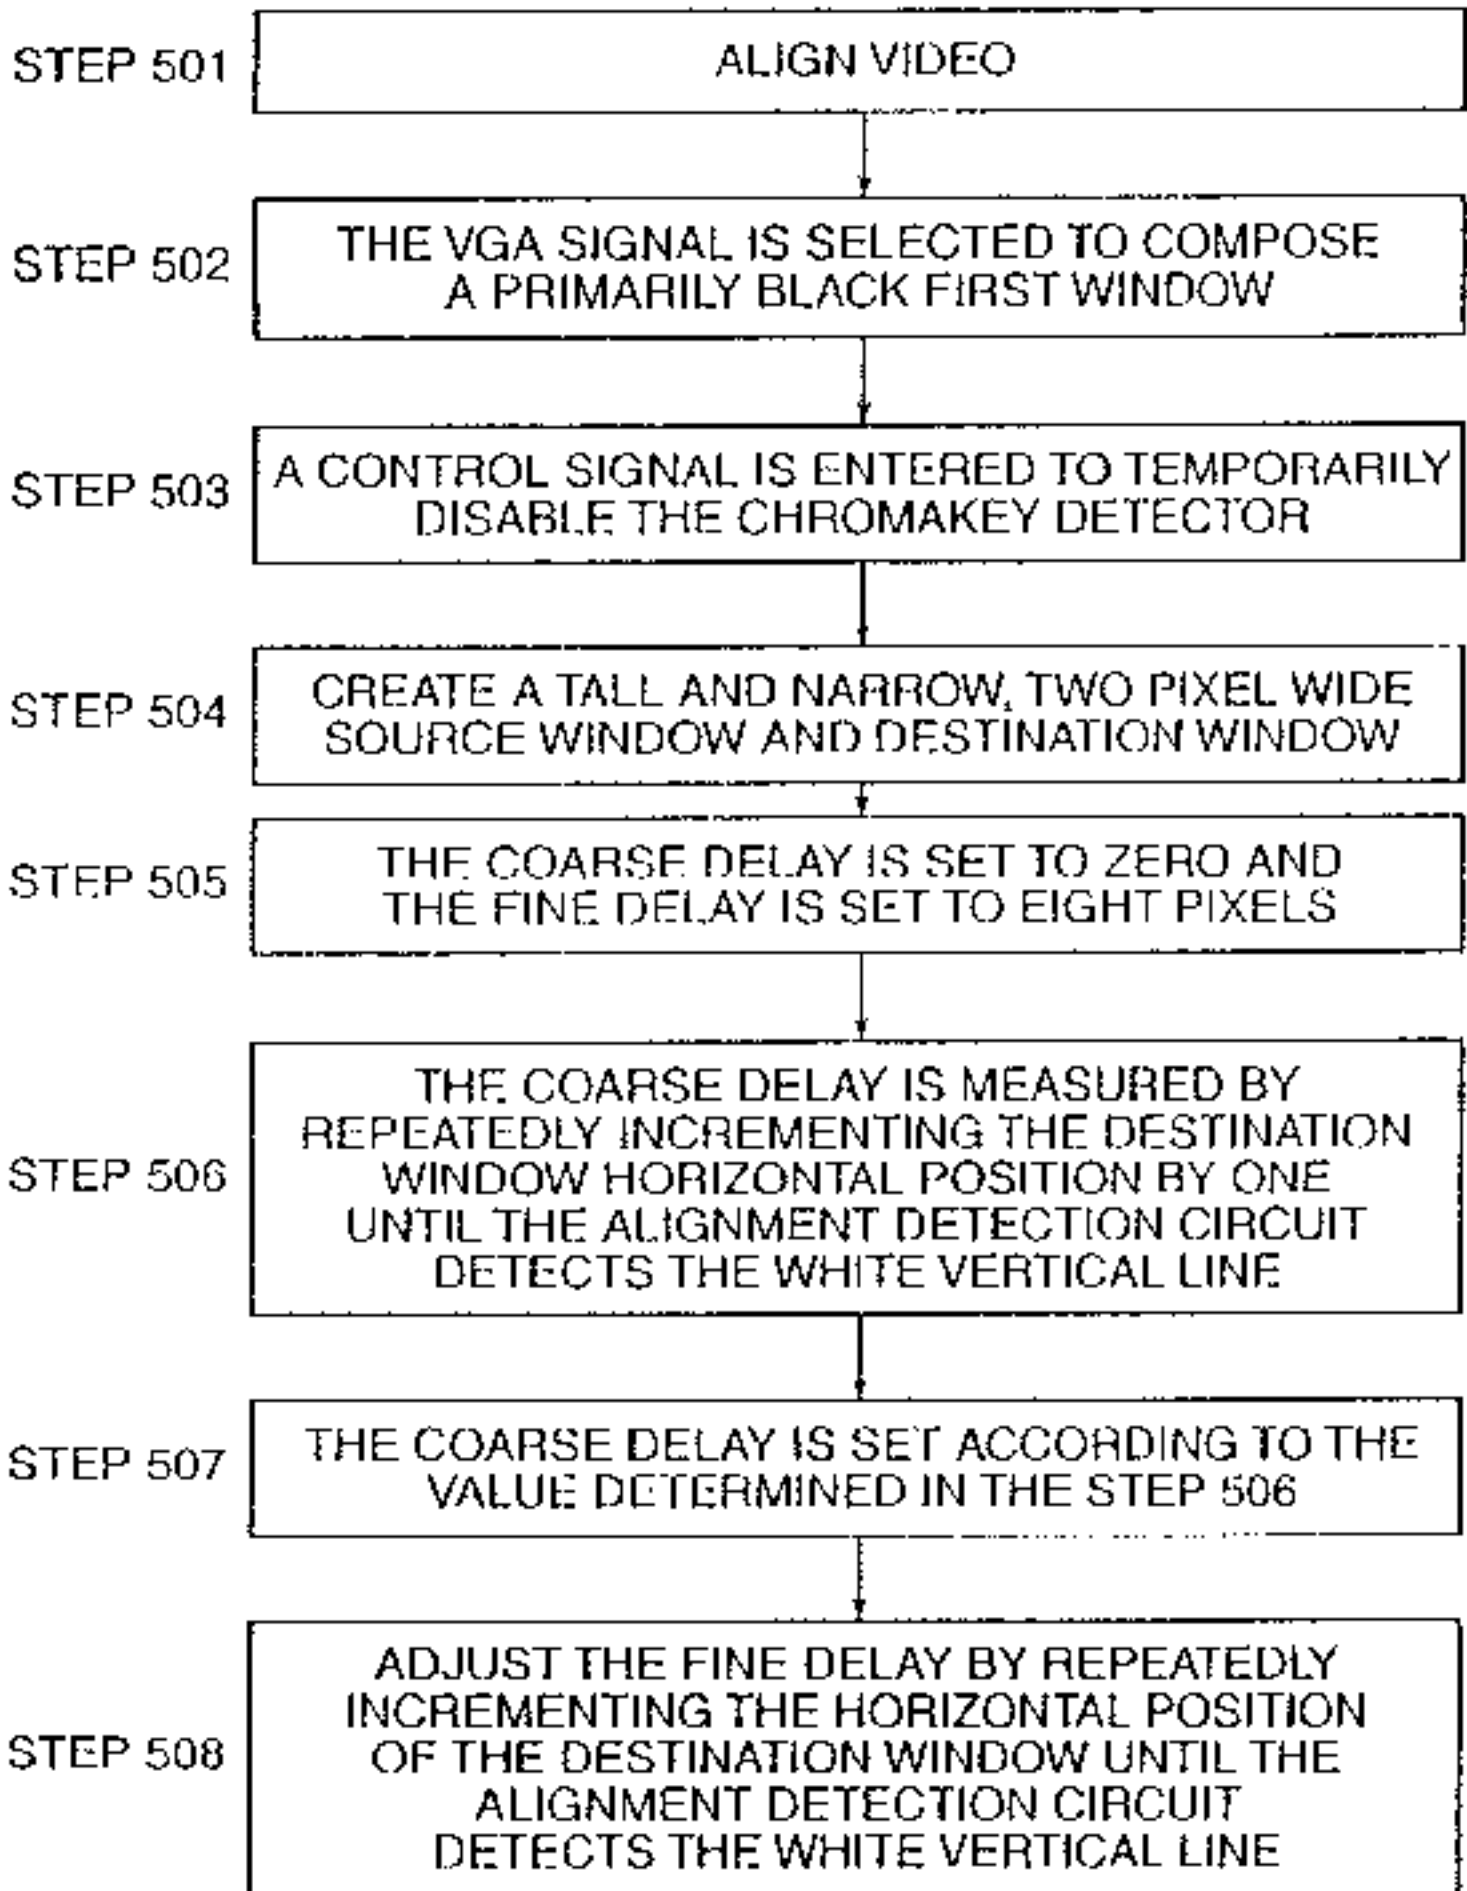 STEP 501
ALIGN VIDEO
STEP 502
THE VGA SIGNAL IS SELECTED TO COMPOSE
A PRIMARILY BLACK FIRST WINDOW
STEP 503
A CONTROL SIGNAL IS ENTERED TO TEMPORARILY
DISABLE THE CHROMAKEY DETECTOR
STEP 504
CREATE A TALL AND NARROW, TWO PIXEL WIDE
SOURCE WINDOW AND DESTINATION WINDOW
STEP 505
THE COARSE DELAY IS SET TO ZERO AND
THE FINE DELAY IS SET TO EIGHT PIXELS
STEP 506
THE COARSE DELAY IS MEASURED BY
REPEATEDLY INCREMENTING THE DESTINATION
WINDOW HORIZONTAL POSITION BY ONE
UNTIL THE ALIGNMENT DETECTION CIRCUIT
DETECTS THE WHITE VERTICAL LINE
STEP 507
THE COARSE DELAY IS SET ACCORDING TO THE
VALUE DETERMINED IN THE STEP 506
STEP 508
ADJUST THE FINE DELAY BY REPEATEDLY
INCREMENTING THE HORIZONTAL POSITION
OF THE DESTINATION WINDOW UNTIL THE
ALIGNMENT DETECTION CIRCUIT
DETECTS THE WHITE VERTICAL LINE